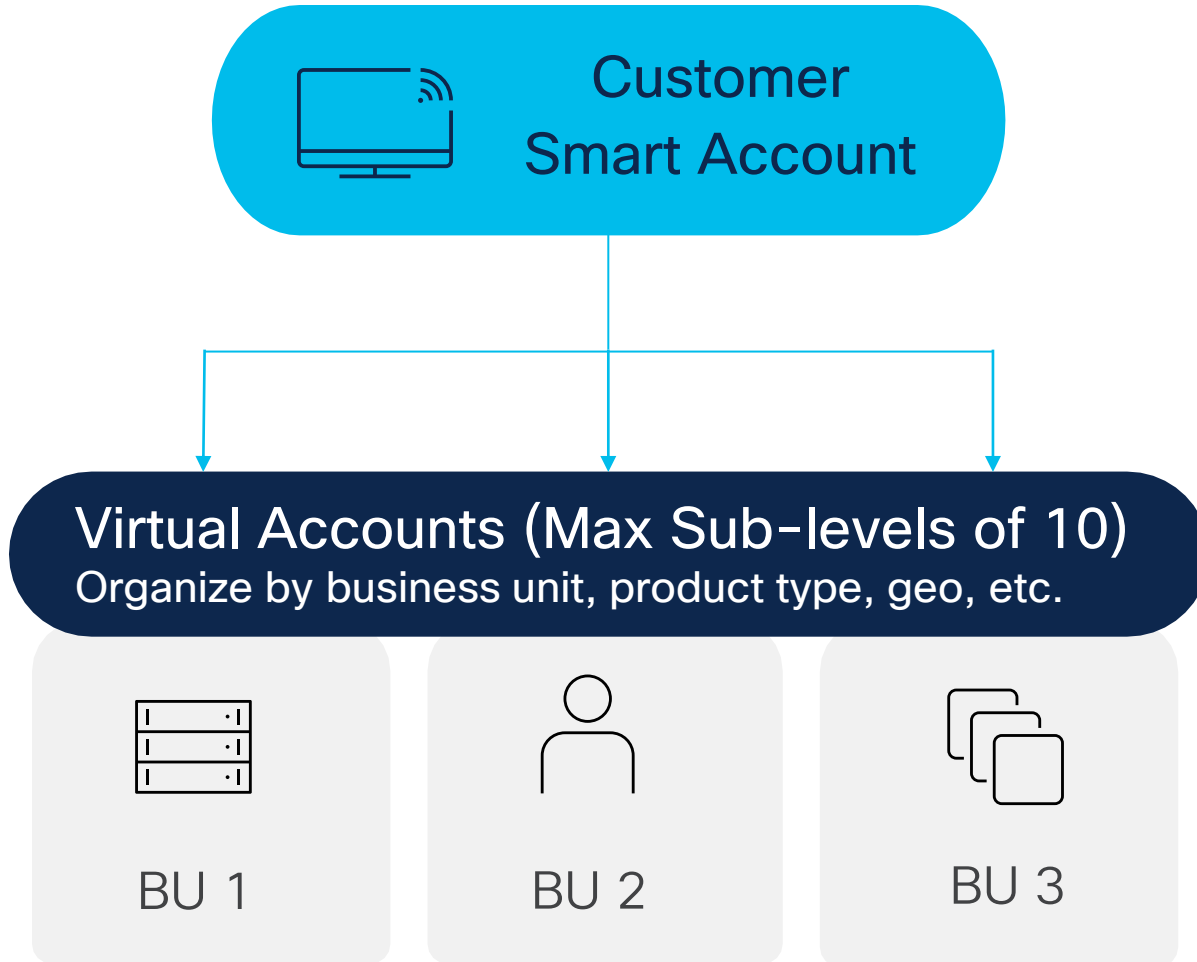 Customer
Smart Account
Virtual Accounts (Max Sub-levels of 10)
Organize by business unit, product type, geo, etc.
BU 1
BU 2
BU 3